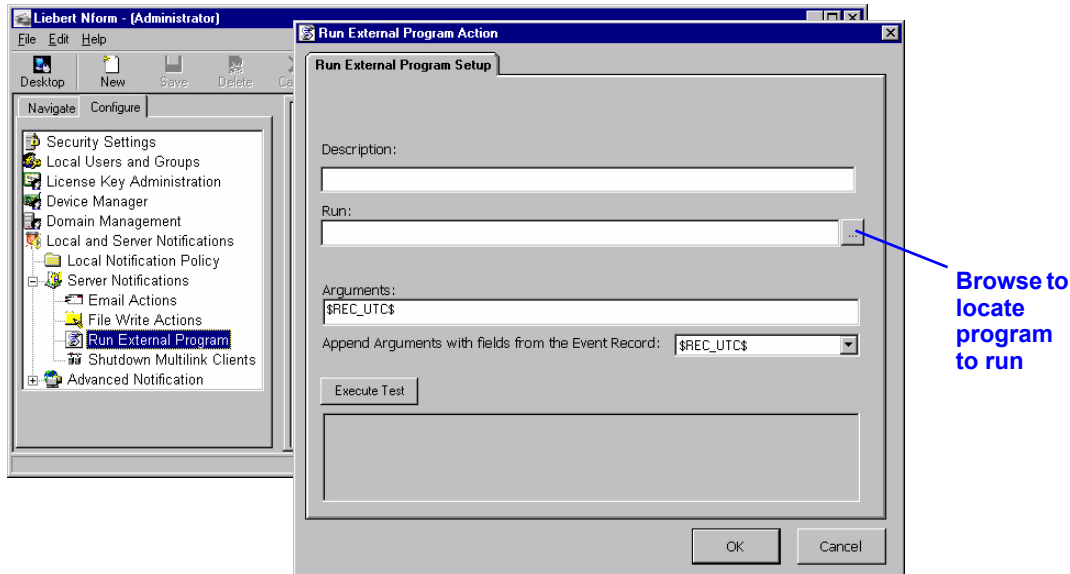 Liebert Nform - (Administrator)
File Edit Help
Desktop New Save Delete
Navigate Configure
Security Settings
Local Users and Groups
License Key Administration
Device Manager
Domain Management
Local and Server Notifications
Local Notification Policy
Server Notifications
Email Actions
File Write Actions
Run External Program
Shutdown Multilink Clients
Advanced Notification
Run External Program Action
Run External Program Setup
Description:
Run:
...
Arguments:
$REC_UTC$
Append Arguments with fields from the Event Record: $REC_UTC$
Execute Test
OK Cancel
Browse to
locate
program
to run